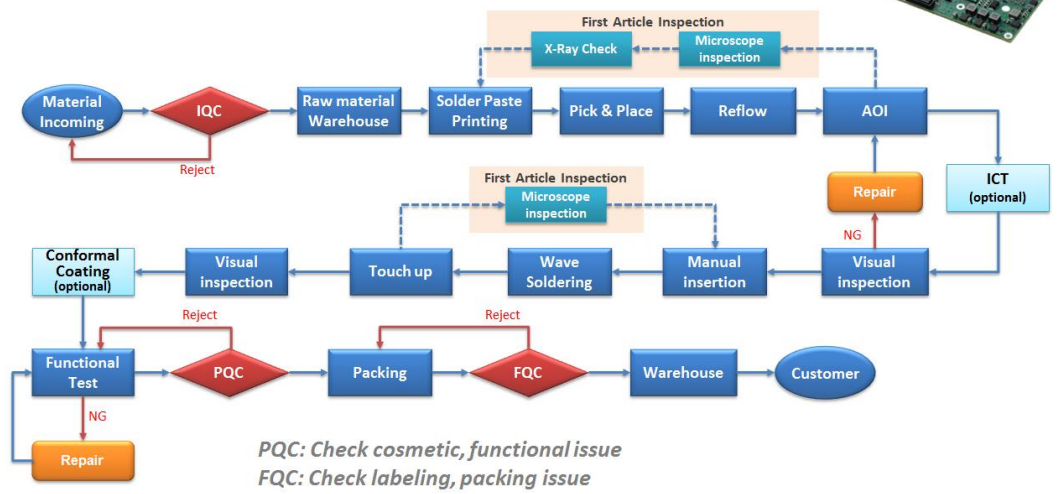 First Article Inspection
X-Ray Check
Microscope
inspection
Material
Incoming
IQC
Raw material
Warehouse
Solder Paste
Printing
Pick & Place
Reflow
AOI
Reject
First Article Inspection
Microscope
inspection
Repair
ICT
(optional)
NG
Conformal
Coating
(optional)
Visual
inspection
Touch up
Wave
Soldering
Manual
insertion
Visual
inspection
Reject
Reject
Functional
Test
PQC
Packing
FQC
Warehouse
Customer
NG
Repair
PQC: Check cosmetic, functional issue
FQC: Check labeling, packing issue